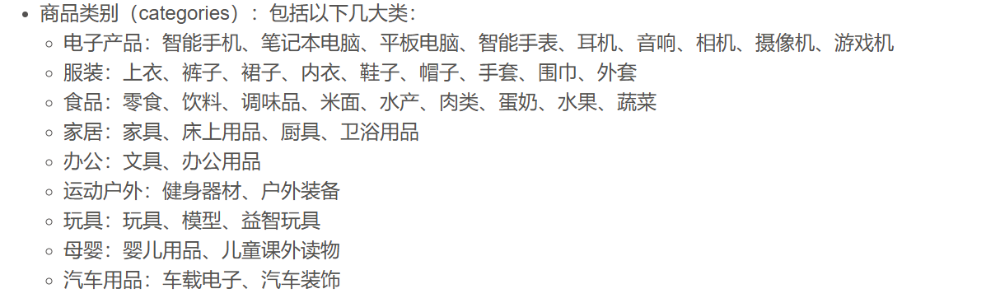 商品类别（categories）：包括以下几大类：
电子产品：智能手机、笔记本电脑、平板电脑、智能手表、耳机、音响、相机、摄像机、游戏机
服装：上衣、裤子、裙子、内衣、鞋子、帽子、手套、围巾、外套
食品：零食、饮料、调味品、米面、水产、肉类、蛋奶、水果、蔬菜
家居：家具、床上用品、厨具、卫浴用品
办公：文具、办公用品
运动户外：健身器材、户外装备
玩具：玩具、模型、益智玩具
母婴：婴儿用品、儿童课外读物
汽车用品：车载电子、汽车装饰